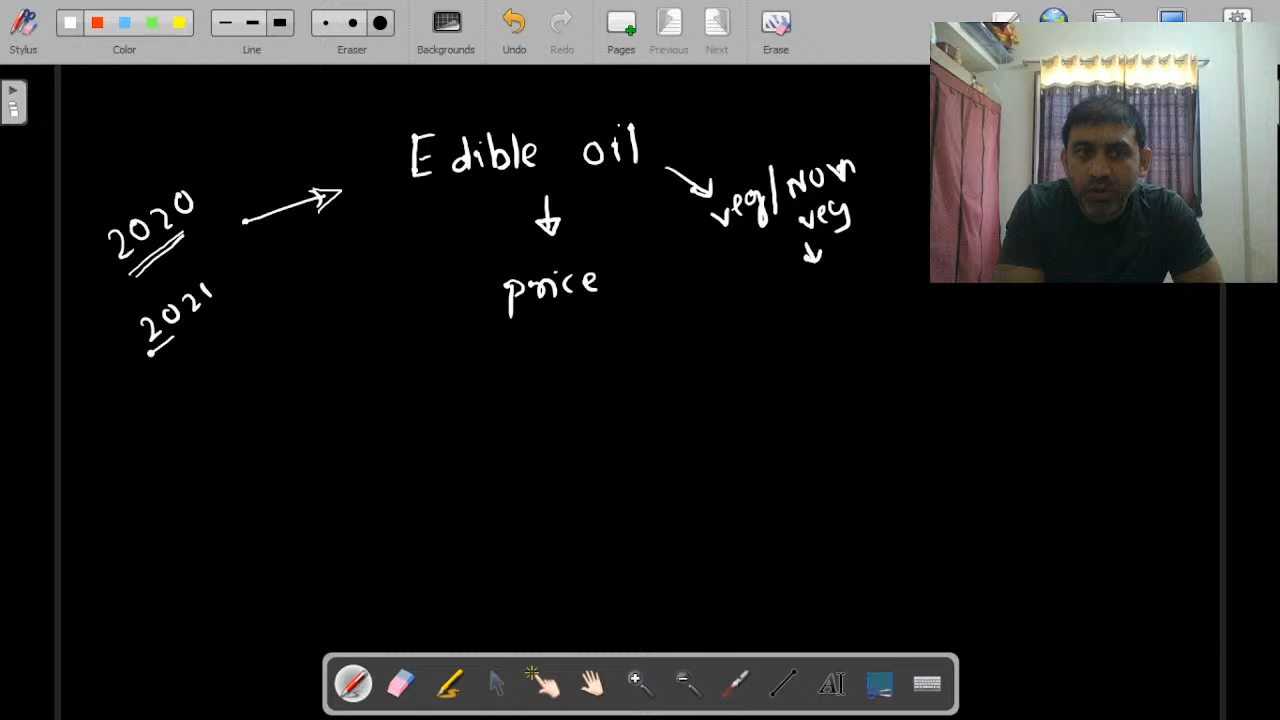 Stylus
Color
Line
Eraser
Backgrounds
Undo
Redo
Pages
Previous
Next
Erase
Edible oil
veg/Non
veg
2020
price
2021
AI